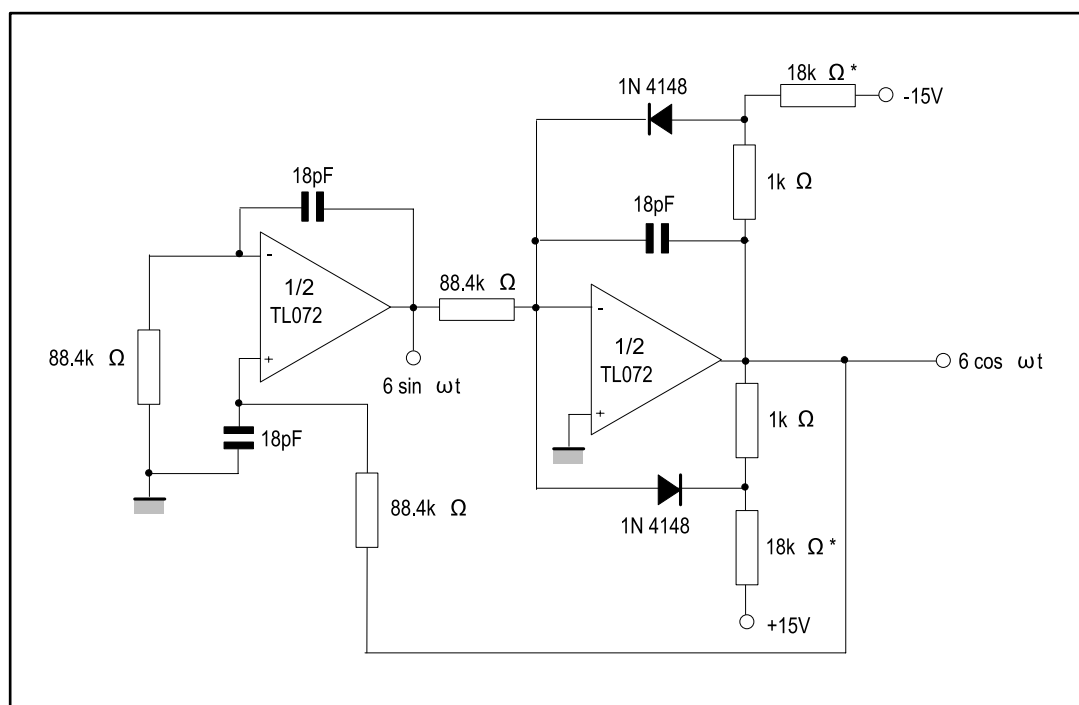 18k Ω *
-15V
1N 4148
1k Ω
18pF
18pF
-
1/2
TL072
+
88.4k Ω
88.4k Ω
6 sin ωt
-
1/2
TL072
+
6 cos ωt
18pF
1k Ω
88.4k Ω
1N 4148
18k Ω *
+15V